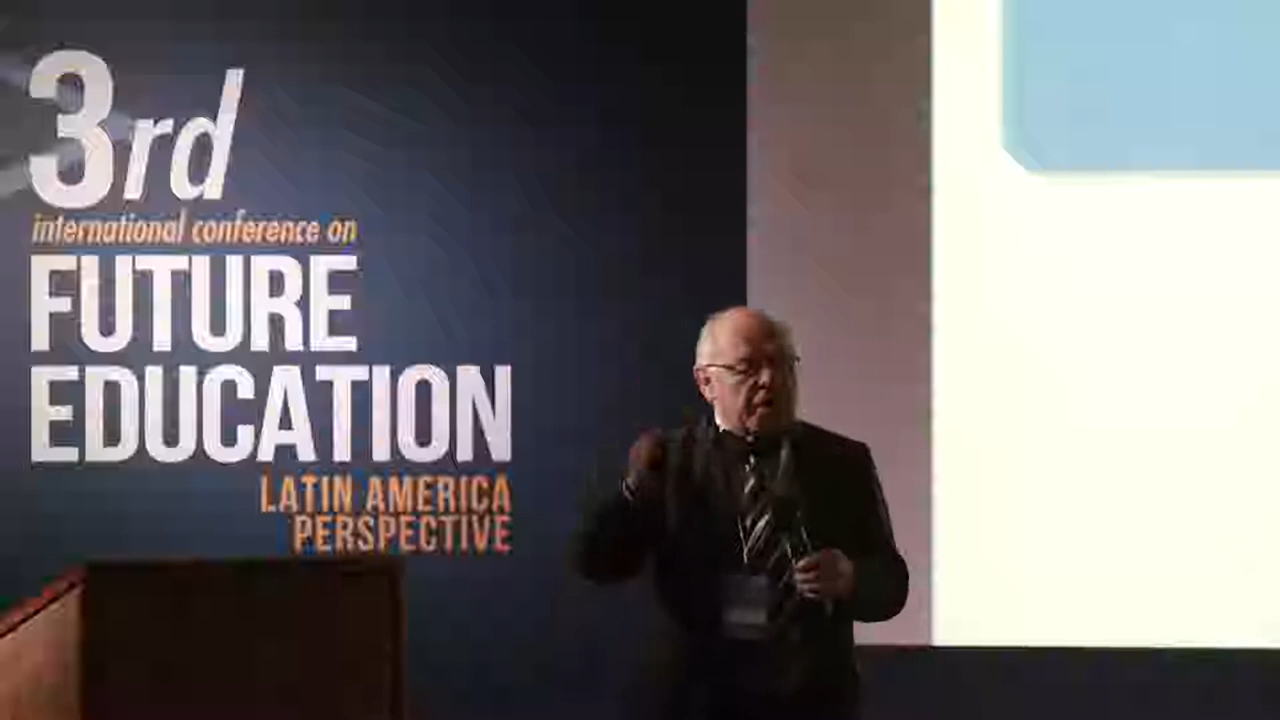 3rd
international conference on
FUTURE
EDUCATION
LATIN AMERICA
PERSPECTIVE